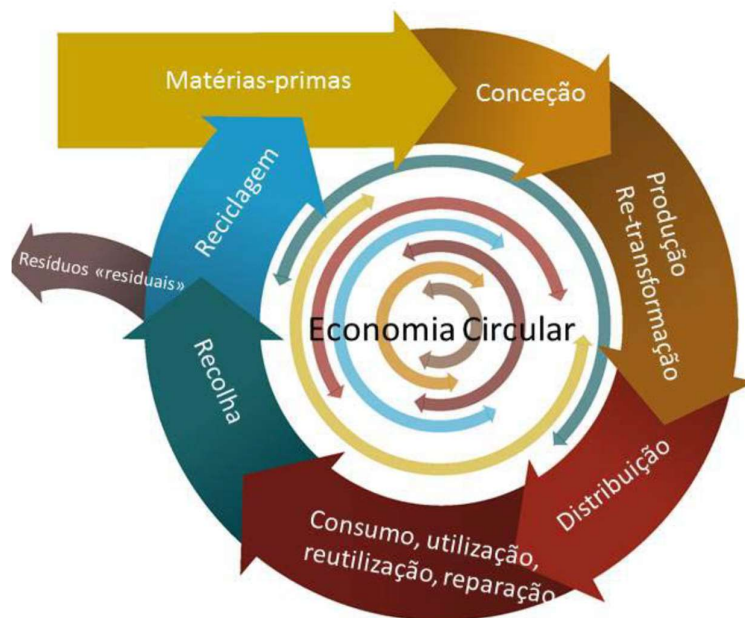 Matérias-primas
Conceção
Produção
Re-transformação
Distribuição
Consumo, utilização,
reutilização, reparação
Recolha
Resíduos «residuais»
Reciclagem
Economia Circular